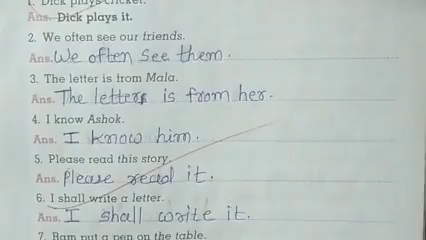 1. Dick plays cricket.
Ans. Dick plays it.
2. We often see our friends.
Ans. We often see them.
3. The letter is from Mala.
Ans. The letters is from her.
4. I know Ashok.
Ans. I know him.
5. Please read this story.
Ans. Please read it.
6. I shall write a letter.
Ans. I shall write it.
7. Ram put a pen on the table.